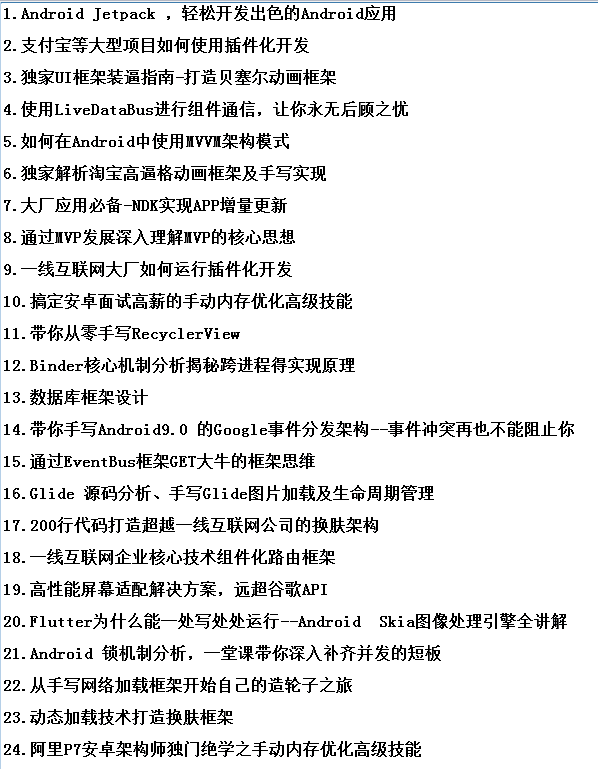 1.Android Jetpack ，轻松开发出色的Android应用
2.支付宝等大型项目如何使用插件化开发
3.独家UI框架装逼指南-打造贝塞尔动画框架
4.使用LiveDataBus进行组件通信，让你永无后顾之忧
5.如何在Android中使用MVVM架构模式
6.独家解析淘宝高逼格动画框架及手写实现
7.大厂应用必备-NDK实现APP增量更新
8.通过MVP发展深入理解MVP的核心思想
9.一线互联网大厂如何运行插件化开发
10.搞定安卓面试高薪的手动内存优化高级技能
11.带你从零手写RecyclerView
12.Binder核心机制分析揭秘跨进程得实现原理
13.数据库框架设计
14.带你手写Android9.0 的Google事件分发架构--事件冲突再也不能阻止你
15.通过EventBus框架GET大牛的框架思维
16.Glide 源码分析、手写Glide图片加载及生命周期管理
17.200行代码打造超越一线互联网公司的换肤架构
18.一线互联网企业核心技术组件化路由框架
19.高性能屏幕适配解决方案，远超谷歌API
20.Flutter为什么能一处写处处运行--Android  Skia图像处理引擎全讲解
21.Android 锁机制分析，一堂课带你深入补齐并发的短板
22.从手写网络加载框架开始自己的造轮子之旅
23.动态加载技术打造换肤框架
24.阿里P7安卓架构师独门绝学之手动内存优化高级技能